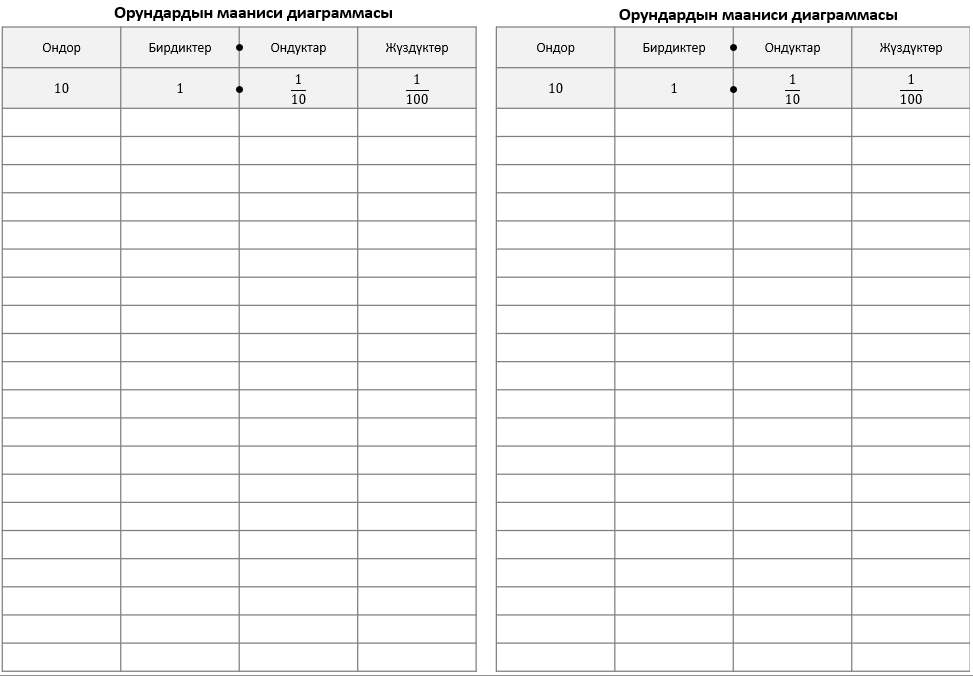 Орундардын мааниси диаграммасы
Ондор Бирдиктер • Ондуктар Жүздүктөр
10 1 • 1/10 1/100
Орундардын мааниси диаграммасы
Ондор Бирдиктер • Ондуктар Жүздүктөр
10 1 • 1/10 1/100